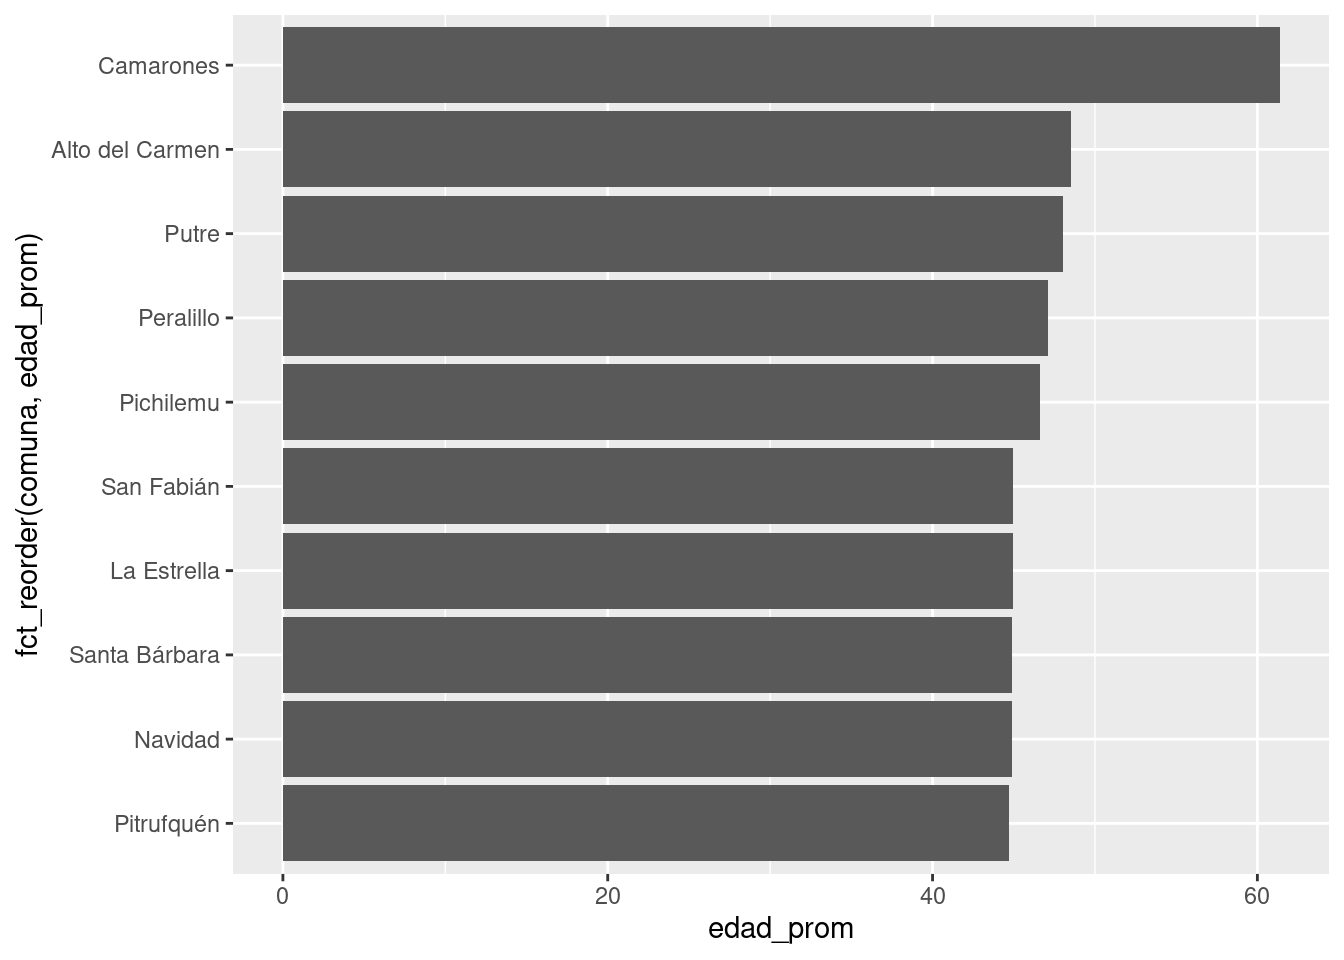 fct_reorder(comuna, edad_prom)
Camarones
Alto del Carmen
Putre
Peralillo
Pichilemu
San Fabián
La Estrella
Santa Bárbara
Navidad
Pitrufquén
0 20 40 60
edad_prom